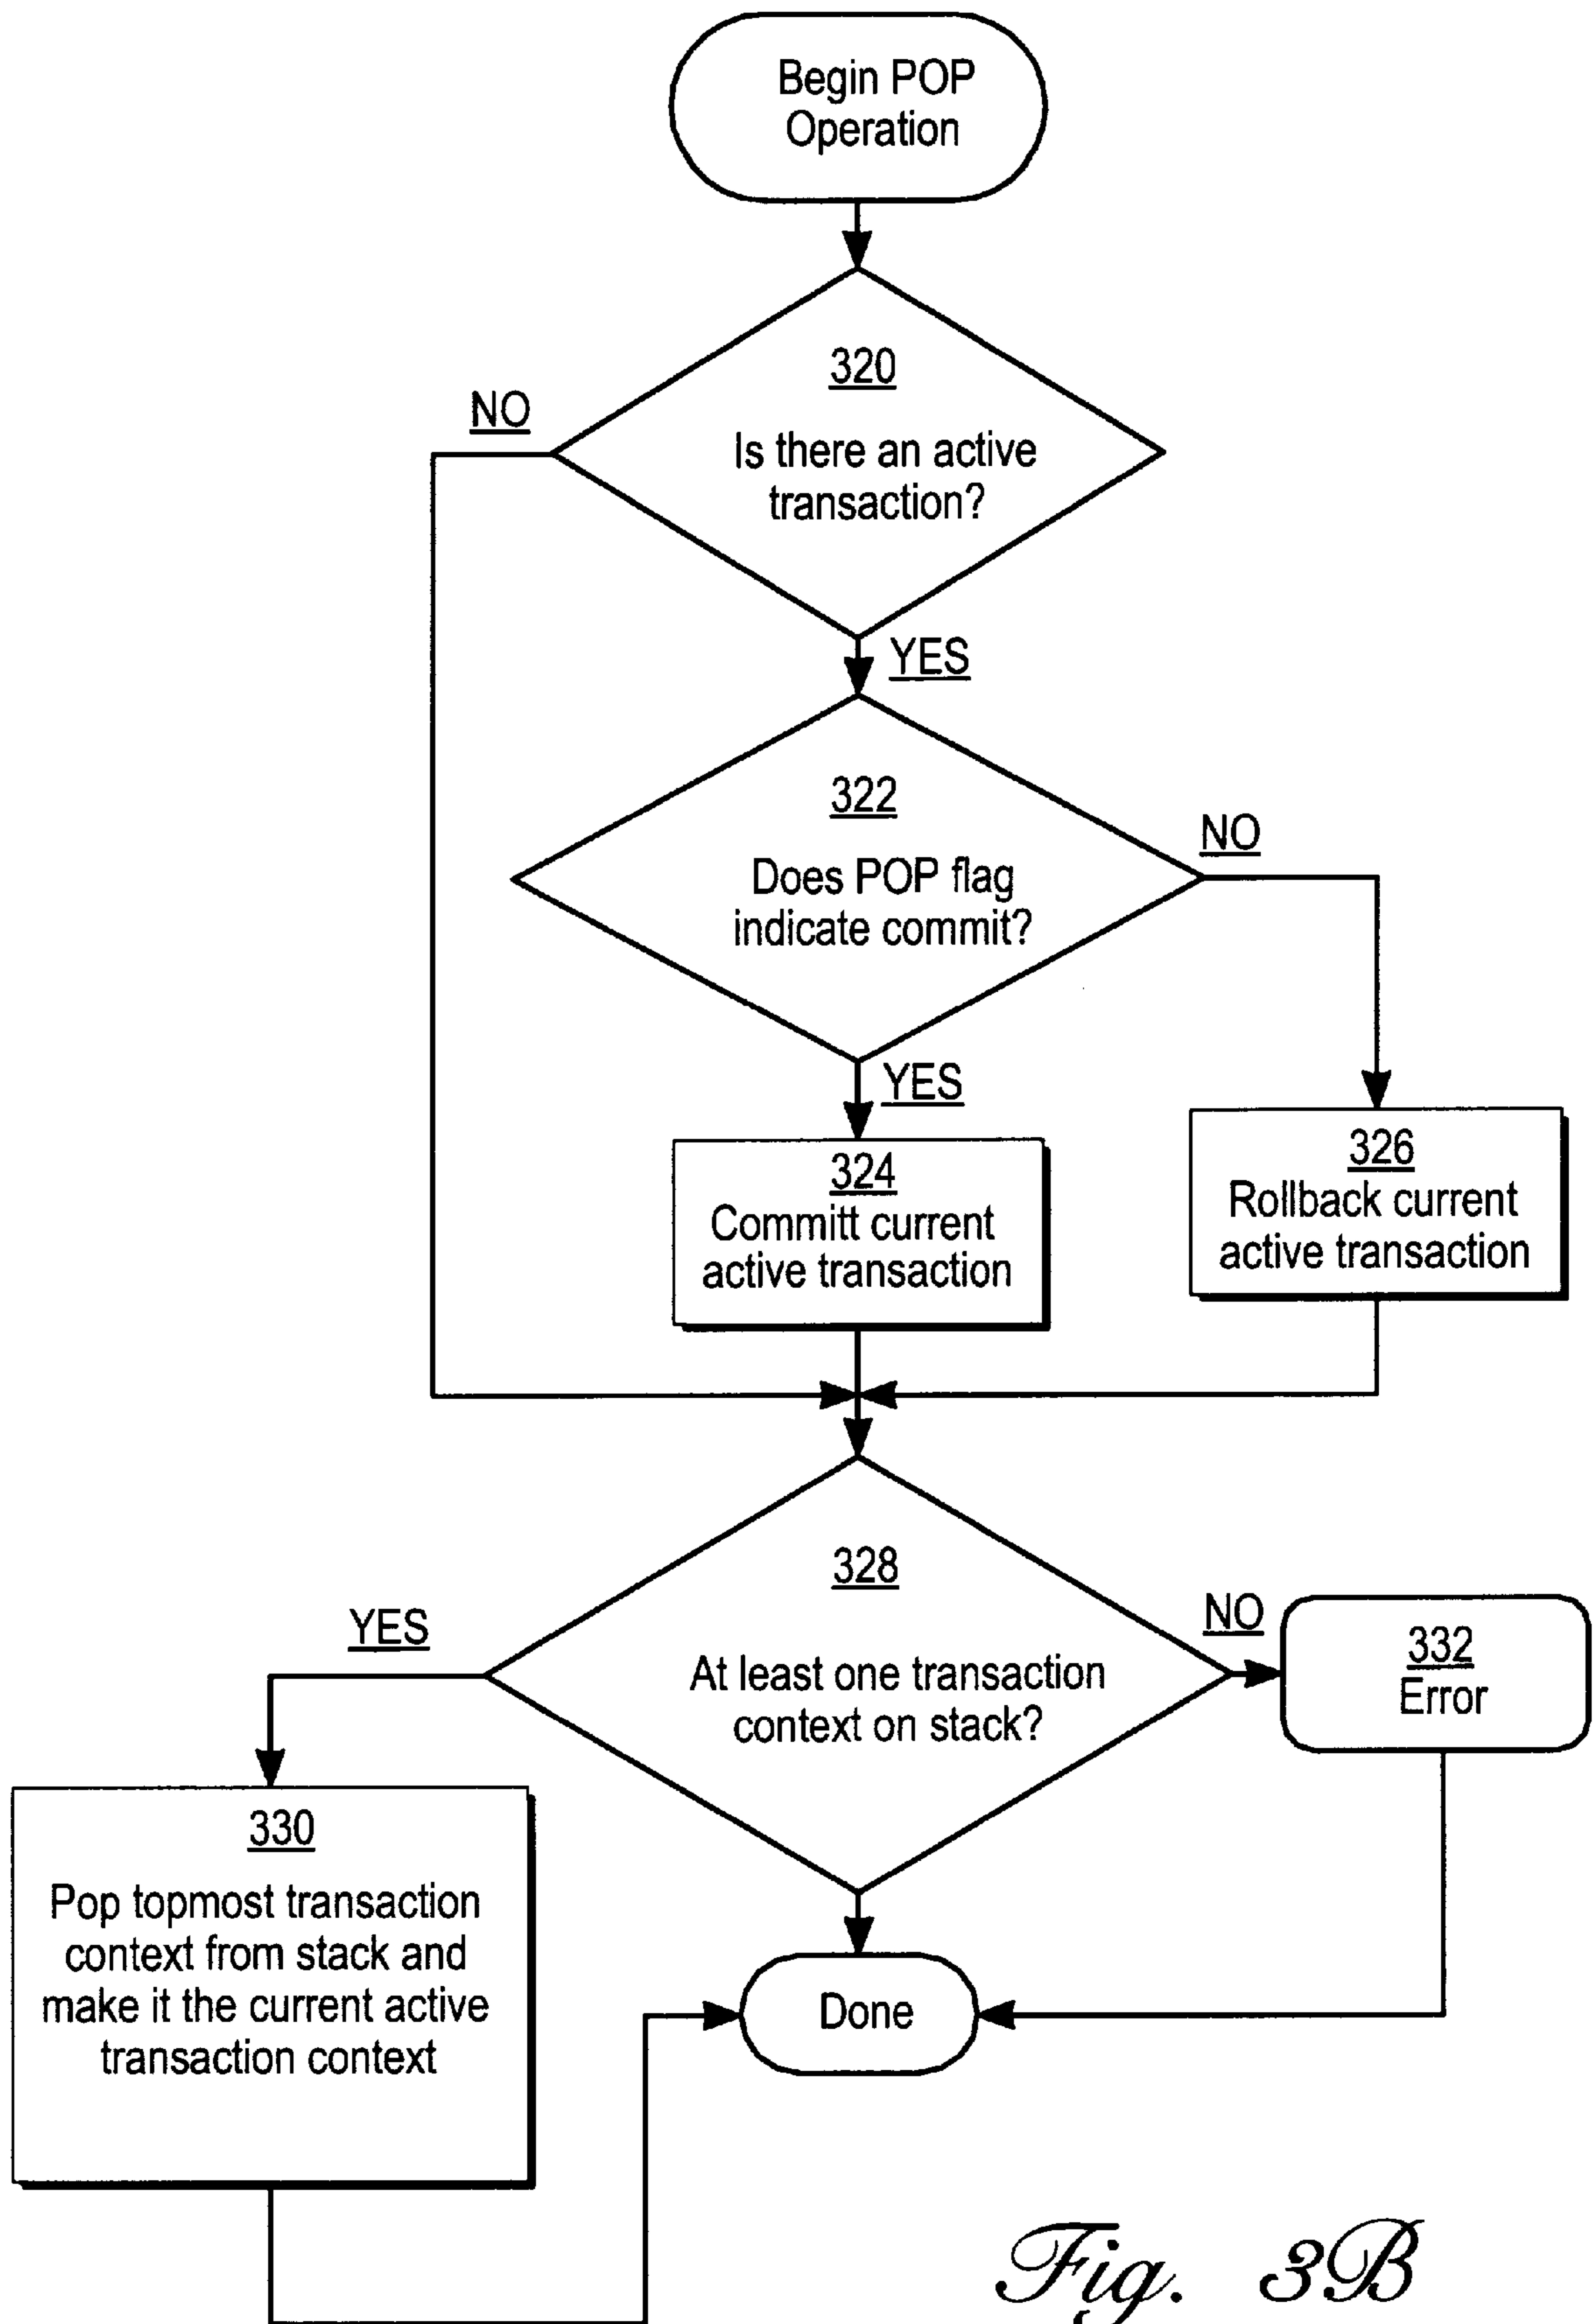 Begin POP
Operation
320
NO
Is there an active
transaction?
YES
322
NO
Does POP flag
indicate commit?
YES
324
Committ current
active transaction
326
Rollback current
active transaction
328
YES
NO
At least one transaction
context on stack?
332
Error
330
Pop topmost transaction
context from stack and
make it the current active
transaction context
Done
Fig. 3B